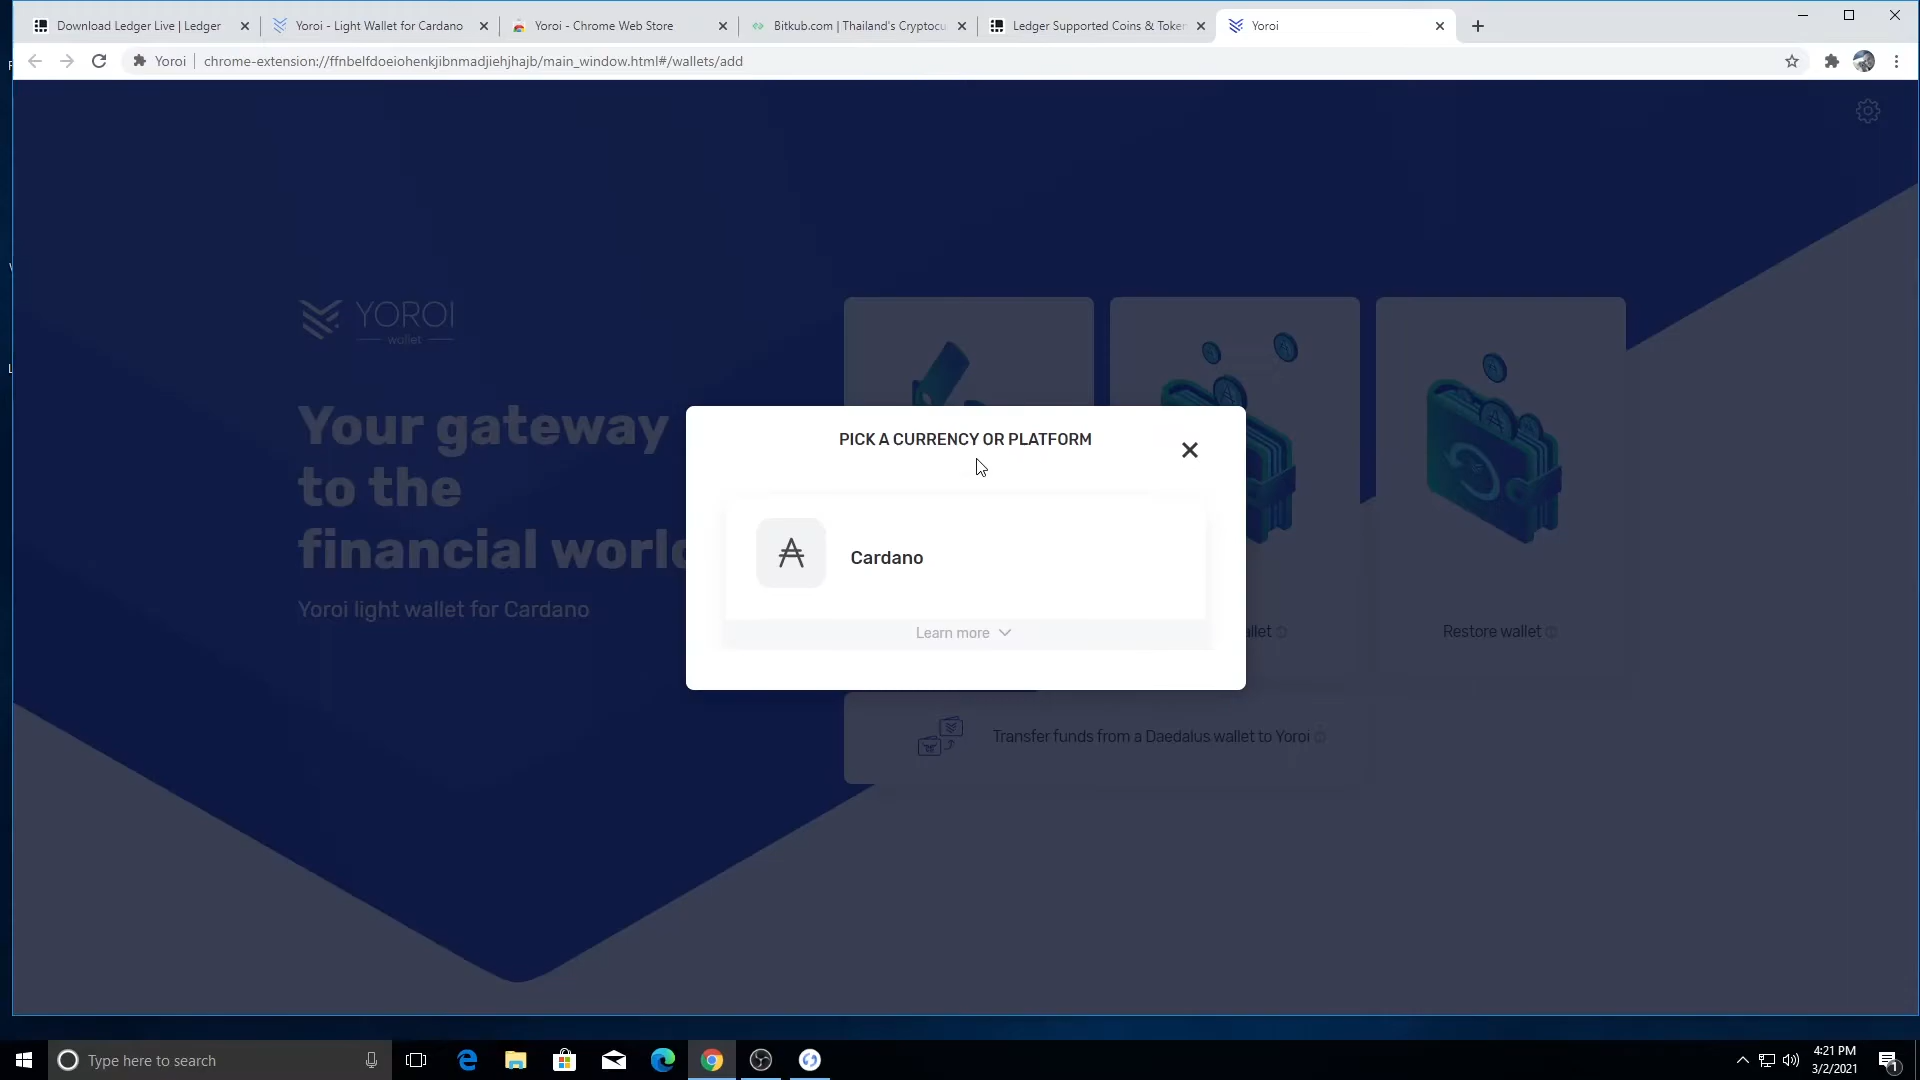 Download Ledger Live | Ledger
Yoroi - Light Wallet for Cardano
Yoroi - Chrome Web Store
Bitkub.com | Thailand's Cryptocu
Ledger Supported Coins & Token
Yoroi
Yoroi
chrome-extension://ffnbelfdoeiohenkjibnmadjiehjhajb/main_window.html#/wallets/add
YOROI
wallet
Your gateway
to the
financial world
Yoroi light wallet for Cardano
PICK A CURRENCY OR PLATFORM
Cardano
Learn more
Restore wallet
Transfer funds from a Daedalus wallet to Yoroi
Type here to search
4:21 PM
3/2/2021
1